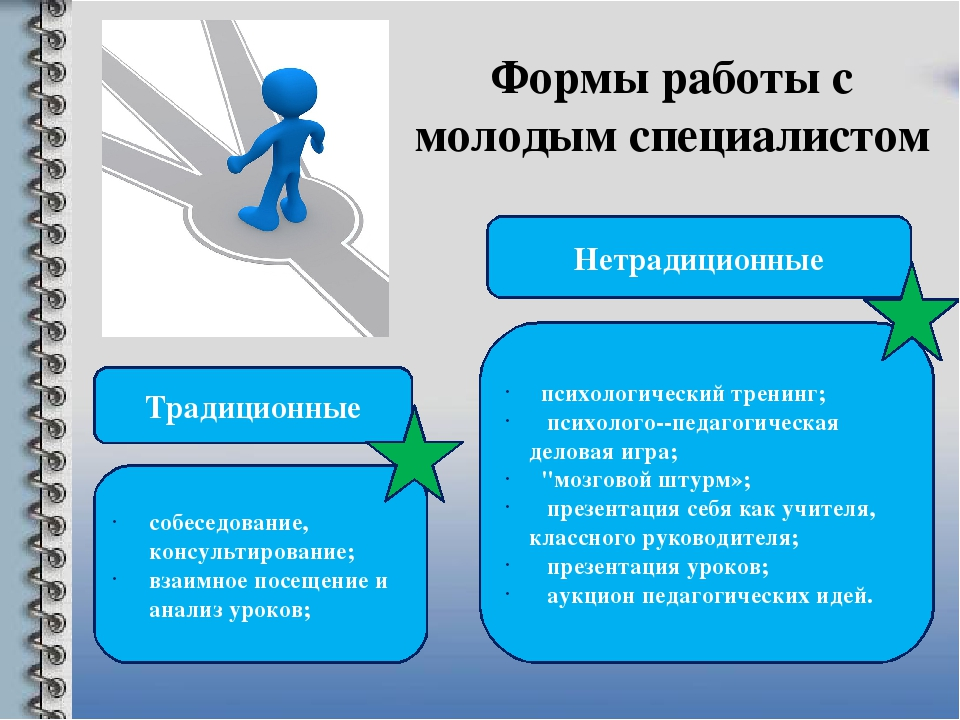 Формы работы с
молодым специалистом
Нетрадиционные
психологический тренинг;
психолого--педагогическая
деловая игра;
"мозговой штурм»;
презентация себя как учителя,
классного руководителя;
презентация уроков;
аукцион педагогических идей.
Традиционные
собеседование,
консультирование;
взаимное посещение и
анализ уроков;